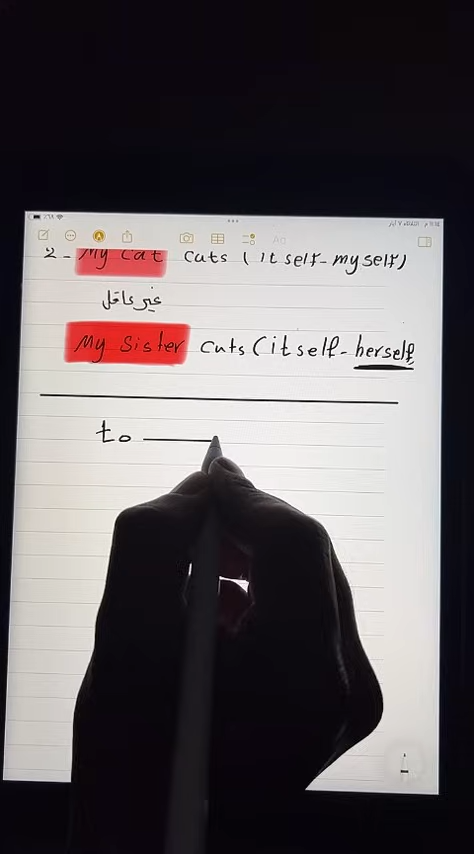 2- My cat cuts (itself-myself)
غير عاقل
My Sister cuts (itself-herself
to